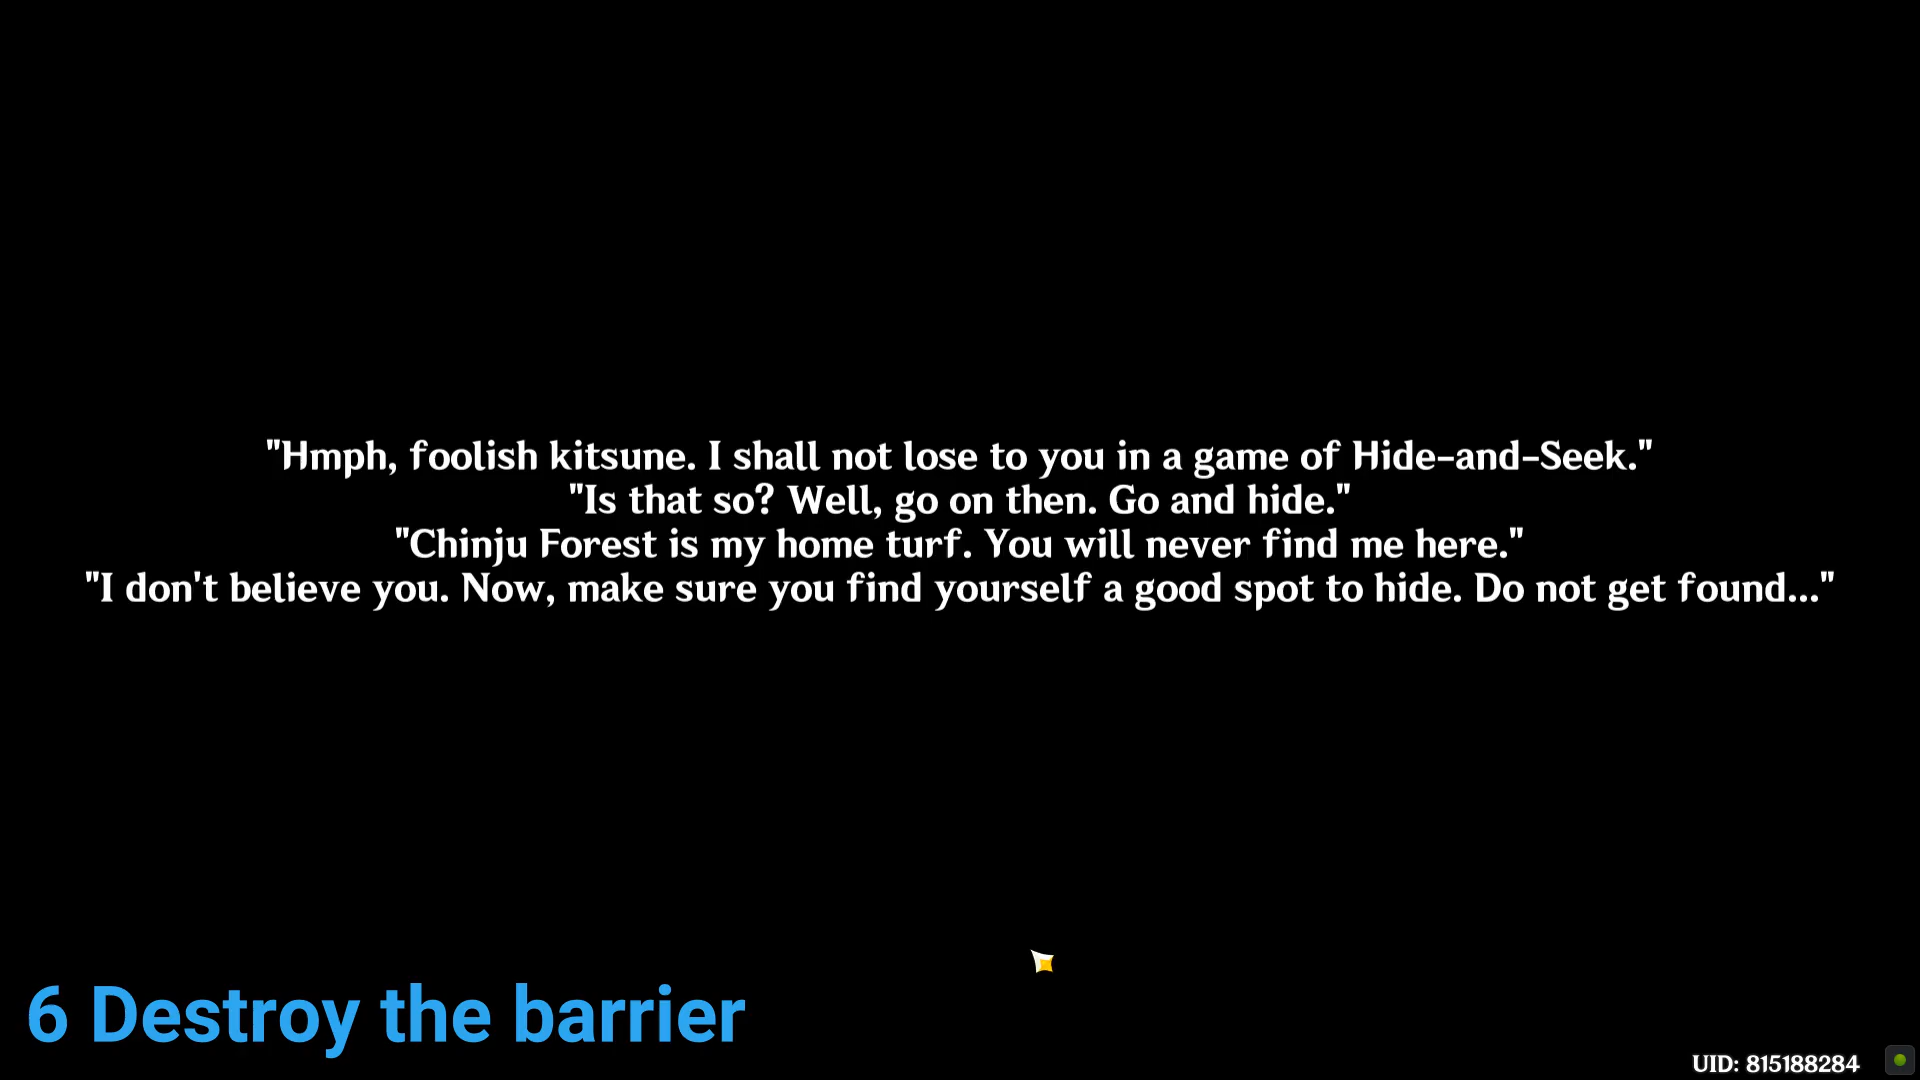 "Hmph, foolish kitsune. I shall not lose to you in a game of Hide-and-Seek."
"Is that so? Well, go on then. Go and hide."
"Chinju Forest is my home turf. You will never find me here."
"I don't believe you. Now, make sure you find yourself a good spot to hide. Do not get found..."
6 Destroy the barrier
UID: 815188284